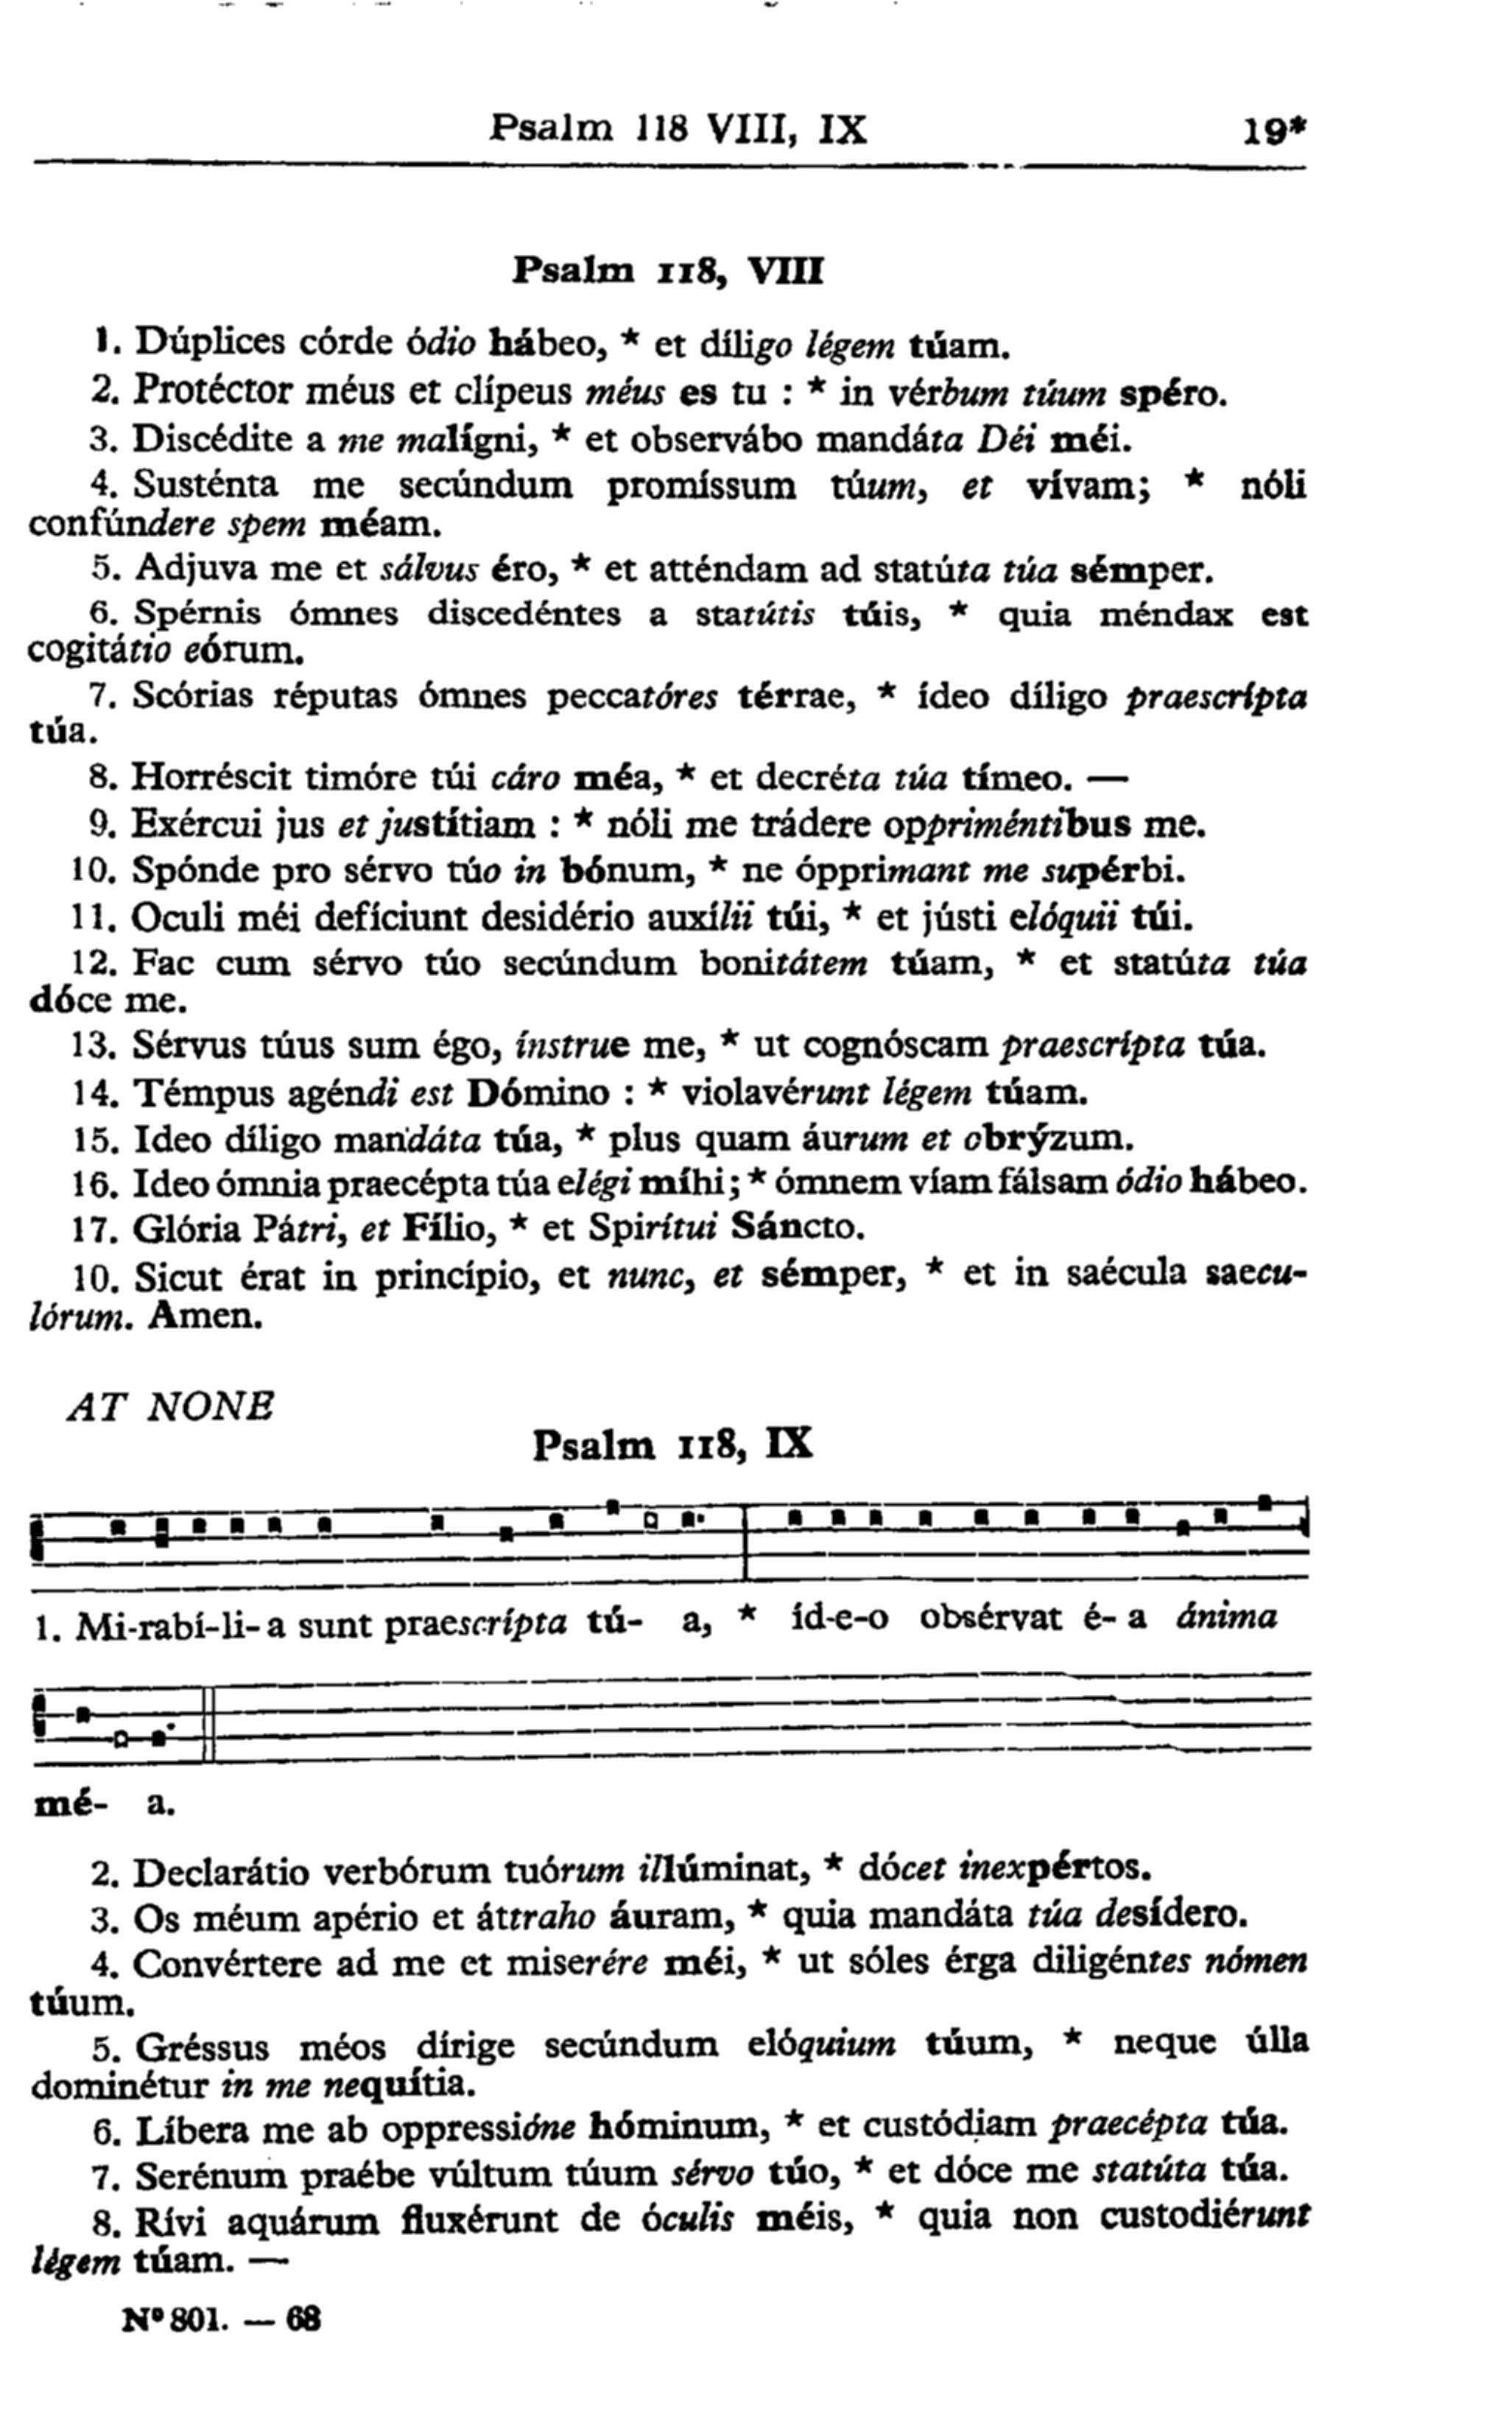 Psalm 118 VIII, IX 19*
Psalm 118, VIII
1. Dúplices córde ódio hábeo, * et díligo légem túam.
2. Protéctor méus et clípeus méus es tu : * in vérbum túum spéro.
3. Discédite a me malígni, * et observábo mandáta Déi méi.
4. Susténta me secúndum promíssum túum, et vívam; * nóli
confúndere spem méam.
5. Adjuva me et sálvus éro, * et atténdam ad statúta túa sémper.
6. Spérnis ómnes discedéntes a statútis túis, * quia méndax est
cogitátio eórum.
7. Scórias réputas ómnes peccatóres térrae, * ídeo díligo praescrípta
túa.
8. Horréscit timóre túi cáro méa, * et decréta túa tímeo. —
9. Exércui jus et justítiam : * nóli me trádere oppriméntibus me.
10. Spónde pro sérvo túo in bónum, * ne ópprimant me supérbi.
11. Oculi méi defíciunt desidério auxílii túi, * et jústi elóquii túi.
12. Fac cum sérvo túo secúndum bonitátem túam, * et statúta túa
dóce me.
13. Sérvus túus sum égo, ínstrue me, * ut cognóscam praescrípta túa.
14. Témpus agéndi est Dómino : * violavérunt légem túam.
15. Ideo díligo mandáta túa, * plus quam áurum et obrýzum.
16. Ideo ómnia praecépta túa elégi míhi; * ómnem víam fálsam ódio hábeo.
17. Glória Pátri, et Fílio, * et Spirítui Sáncto.
10. Sicut érat in princípio, et nunc, et sémper, * et in saécula saecu-
lórum. Amen.
AT NONE
Psalm 118, IX
1. Mi-rabí-li- a sunt praescrípta tú- a, * íd-e-o obsérvat é- a ánima
mé- a.
2. Declarátio verbórum tuórum illúminat, * dócet inexpértos.
3. Os méum apério et áttraho áuram, * quia mandáta túa desídero.
4. Convértere ad me et miserére méi, * ut sóles érga diligéntes nómen
túum.
5. Gréssus méos dírige secúndum elóquium túum, * neque úlla
dominétur in me nequítia.
6. Líbera me ab oppressióne hóminum, * et custódiam praecépta túa.
7. Serénum praébe vúltum túum sérvo túo, * et dóce me statúta túa.
8. Rívi aquárum fluxérunt de óculis méis, * quia non custodiérunt
légem túam. —
Nº 801. — 68